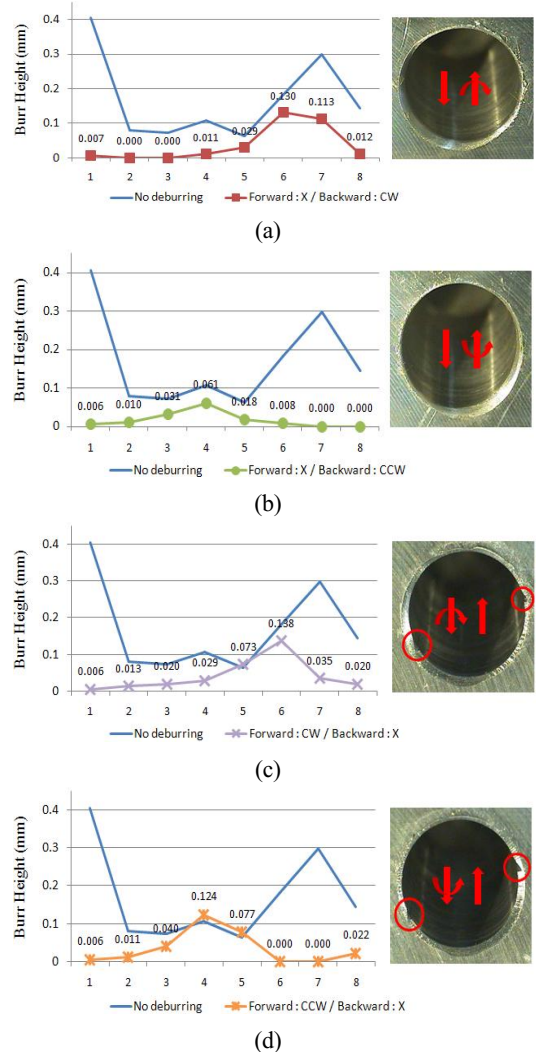 0.4
0.3
0.2
0.1
0
Burr Height (mm)
0.007 0.000 0.000 0.011 0.029 0.130 0.113 0.012
1 2 3 4 5 6 7 8
No deburring Forward : X / Backward : CW
(a)
0.4
0.3
0.2
0.1
0
Burr Height (mm)
0.006 0.010 0.031 0.061 0.018 0.008 0.000 0.000
1 2 3 4 5 6 7 8
No deburring Forward : X / Backward : CCW
(b)
0.4
0.3
0.2
0.1
0
Burr Height (mm)
0.006 0.013 0.020 0.029 0.073 0.138 0.035 0.020
1 2 3 4 5 6 7 8
No deburring Forward : CW / Backward : X
(c)
0.4
0.3
0.2
0.1
0
Burr Height (mm)
0.006 0.011 0.040 0.124 0.077 0.000 0.000 0.022
1 2 3 4 5 6 7 8
No deburring Forward : CCW / Backward : X
(d)